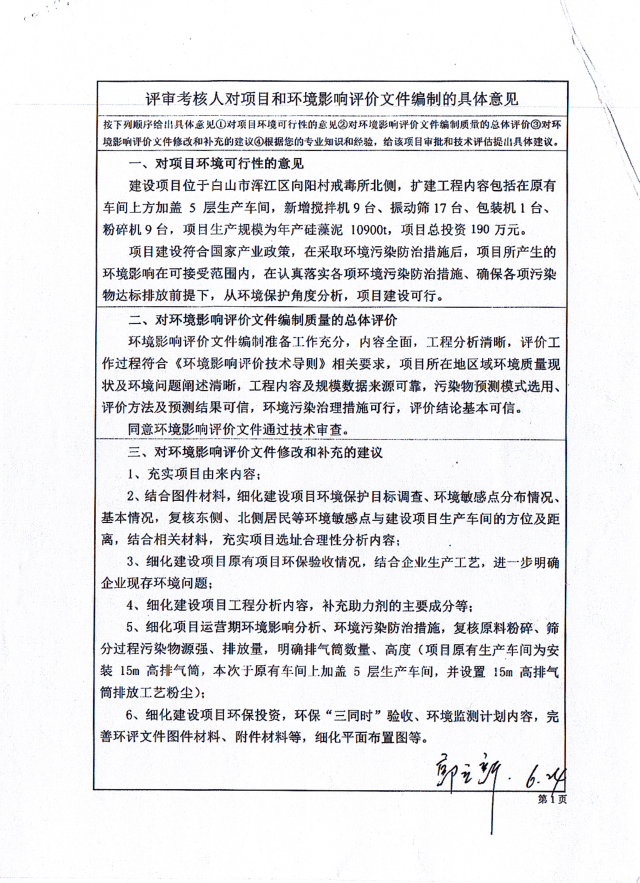 评审考核人对项目和环境影响评价文件编制的具体意见
按下列顺序给出具体意见①对项目环境可行性的意见②对环境影响评价文件编制质量的总体评价③对环
境影响评价文件修改和补充的建议④根据您的专业知识和经验，给该项目审批和技术评估提出具体建议。
一、对项目环境可行性的意见
建设项目位于白山市浑江区向阳村戒毒所北侧，扩建工程内容包括在原有
车间上方加盖 5 层生产车间，新增搅拌机 9 台、振动筛 17 台、包装机 1 台、
粉碎机 9 台，项目生产规模为年产硅藻泥 10900t，项目总投资 190 万元。
项目建设符合国家产业政策，在采取环境污染防治措施后，项目所产生的
环境影响在可接受范围内，在认真落实各项环境污染防治措施、确保各项污染
物达标排放前提下，从环境保护角度分析，项目建设可行。
二、对环境影响评价文件编制质量的总体评价
环境影响评价文件编制准备工作充分，内容全面，工程分析清晰，评价工
作过程符合《环境影响评价技术导则》相关要求，项目所在地区域环境质量现
状及环境问题阐述清晰，工程内容及规模数据来源可靠，污染物预测模式选用、
评价方法及预测结果可信，环境污染治理措施可行，评价结论基本可信。
同意环境影响评价文件通过技术审查。
三、对环境影响评价文件修改和补充的建议
1、充实项目由来内容；
2、结合图件材料，细化建设项目环境保护目标调查、环境敏感点分布情况、
基本情况，复核东侧、北侧居民等环境敏感点与建设项目生产车间的方位及距
离，结合相关材料，充实项目选址合理性分析内容；
3、细化建设项目原有项目环保验收情况，结合企业生产工艺，进一步明确
企业现存环境问题；
4、细化建设项目工程分析内容，补充助力剂的主要成分等；
5、细化项目运营期环境影响分析、环境污染防治措施，复核原料粉碎、筛
分过程污染物源强、排放量，明确排气筒数量、高度（项目原有生产车间为安
装 15m 高排气筒，本次于原有车间上加盖 5 层生产车间，并设置 15m 高排气
筒排放工艺粉尘）；
6、细化建设项目环保投资，环保“三同时”验收、环境监测计划内容，完
善环评文件图件材料、附件材料等，细化平面布置图等。
郭立新．6.24
第 1 页